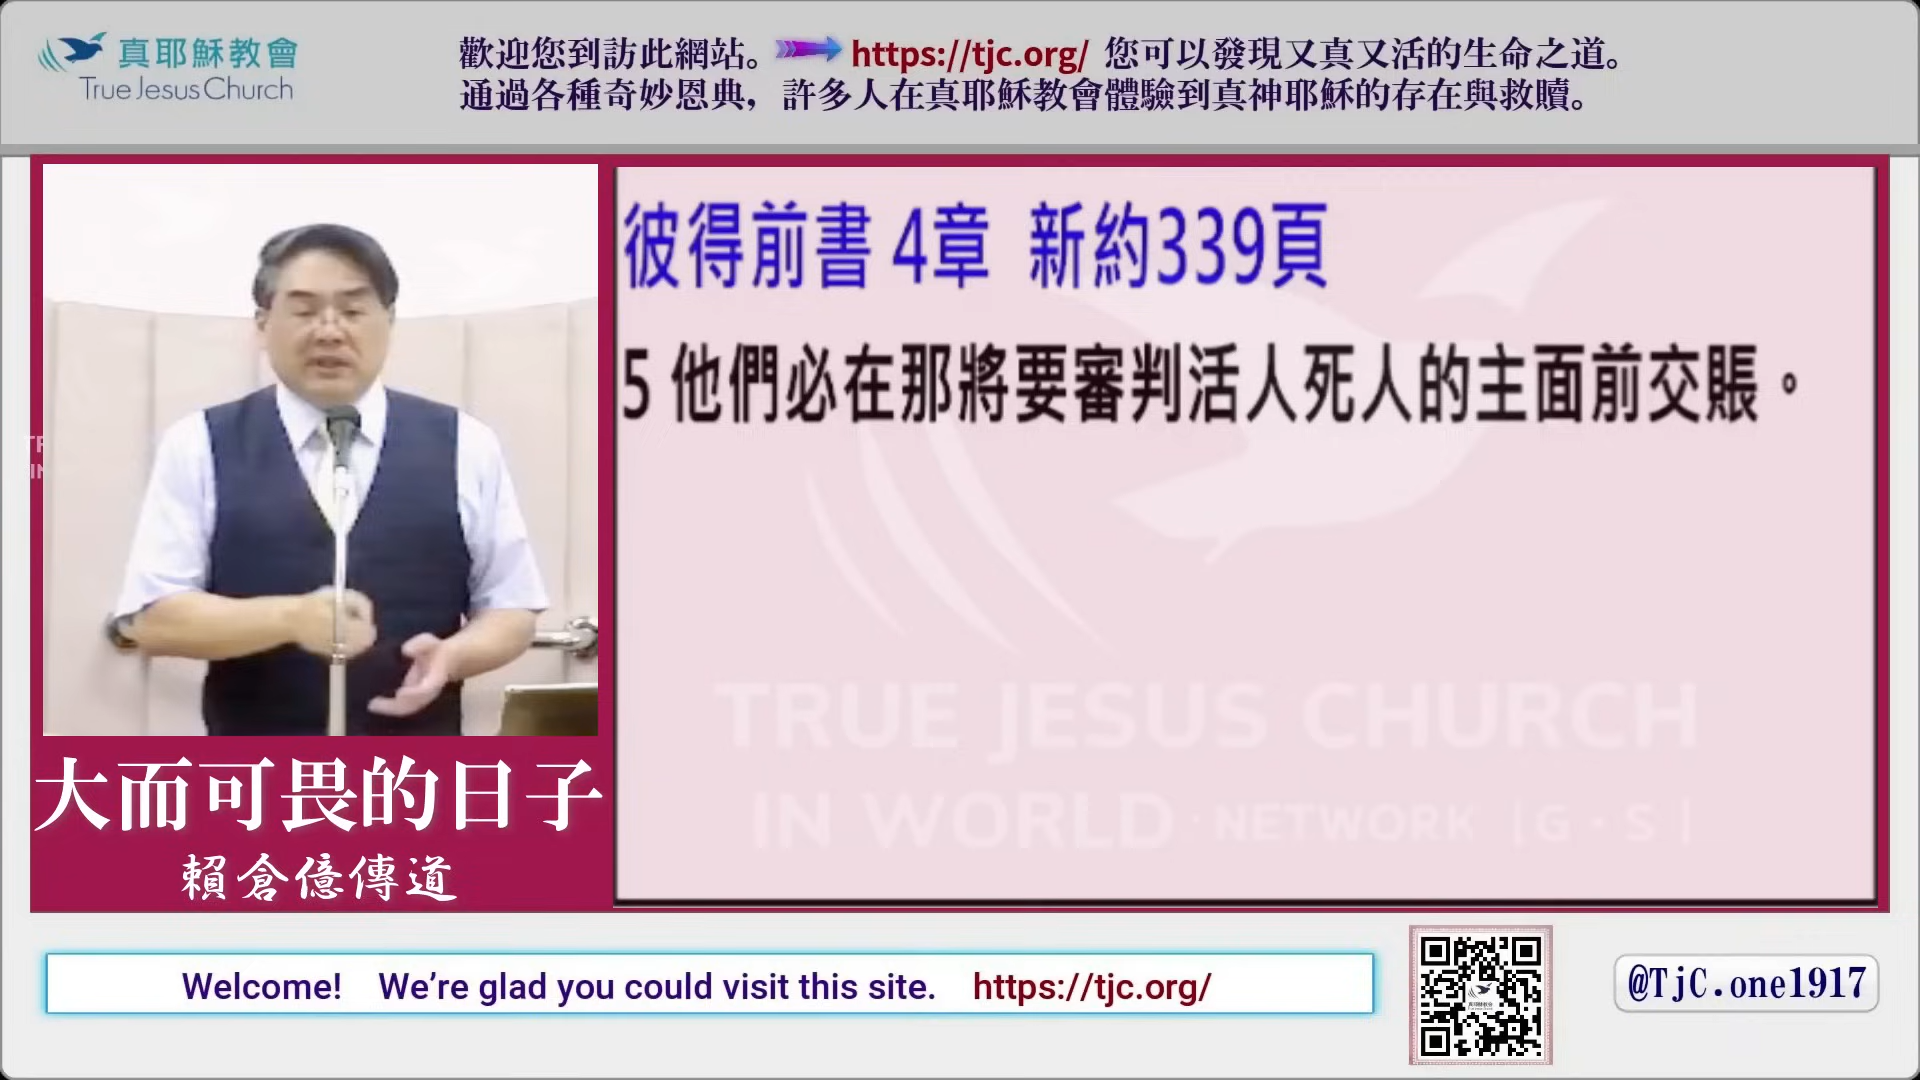 真耶穌教會
True Jesus Church
歡迎您到訪此網站。 https://tjc.org/ 您可以發現又真又活的生命之道。
通過各種奇妙恩典，許多人在真耶穌教會體驗到真神耶穌的存在與救贖。
彼得前書 4章 新約339頁
5 他們必在那將要審判活人死人的主面前交賬。
TRUE JESUS CHURCH
IN WORLD · NETWORK | G · S |
大而可畏的日子
賴倉億傳道
Welcome! We’re glad you could visit this site. https://tjc.org/
@TjC.one1917